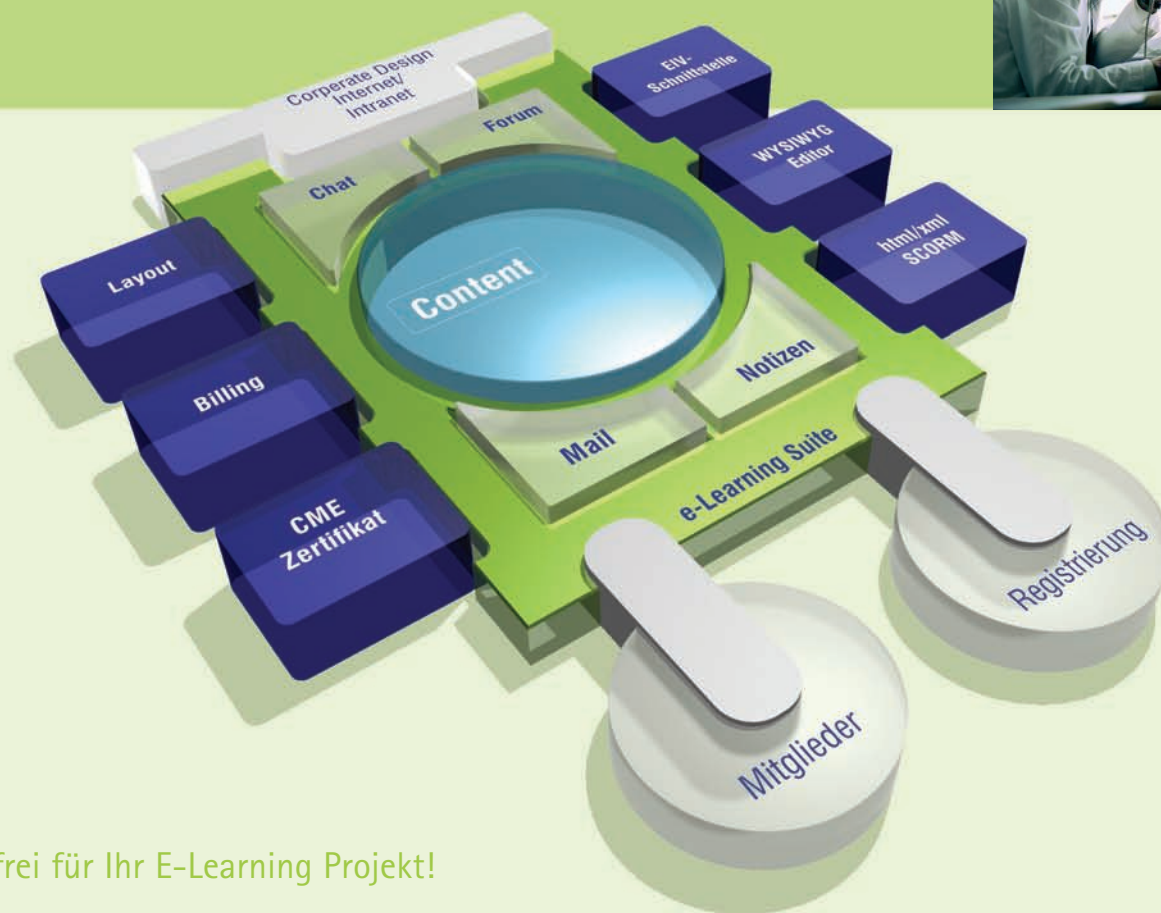 Corperate Design
Internet/
Intranet
EIV-
Schnittstelle
Forum
WYSIWYG
Editor
Chat
html/xml
SCORM
Layout
Content
Notizen
Billing
Mail
e-Learning Suite
CME
Zertifikat
Registrierung
Mitglieder
frei für Ihr E-Learning Projekt!